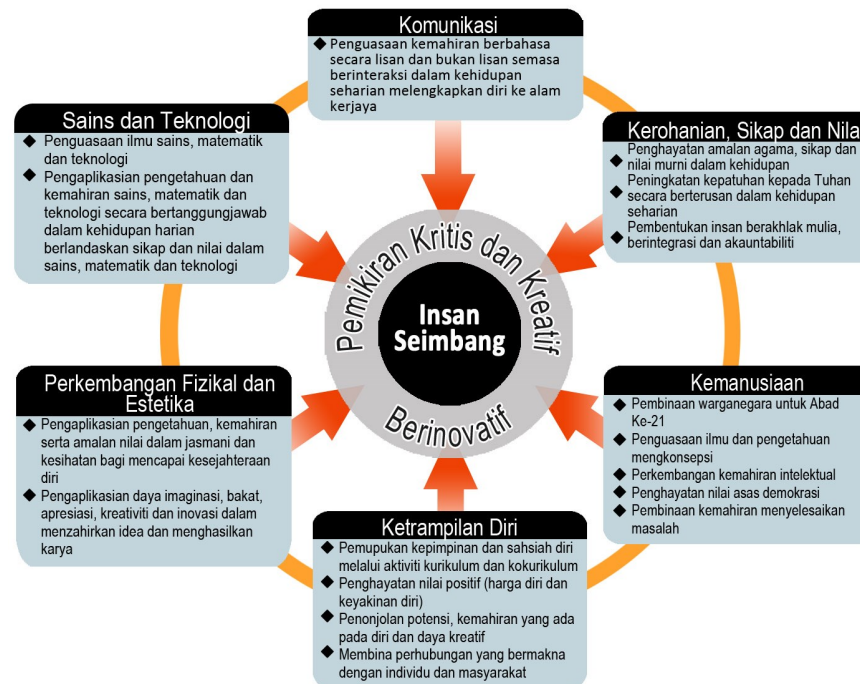 Komunikasi
◆ Penguasaan kemahiran berbahasa
secara lisan dan bukan lisan semasa
berinteraksi dalam kehidupan
seharian melengkapkan diri ke alam
kerjaya
Sains dan Teknologi
◆ Penguasaan ilmu sains, matematik
dan teknologi
◆ Pengaplikasian pengetahuan dan
kemahiran sains, matematik dan
teknologi secara bertanggungjawab
dalam kehidupan harian
berlandaskan sikap dan nilai dalam
sains, matematik dan teknologi
Kerohanian, Sikap dan Nila
◆ Penghayatan amalan agama, sikap dan
nilai murni dalam kehidupan
◆ Peningkatan kepatuhan kepada Tuhan
secara berterusan dalam kehidupan
seharian
◆ Pembentukan insan berakhlak mulia,
berintegrasi dan akauntabiliti
Pemikiran Kritis dan Kreatif
Insan
Seimbang
Berinovatif
Perkembangan Fizikal dan
Estetika
◆ Pengaplikasian pengetahuan, kemahiran
serta amalan nilai dalam jasmani dan
kesihatan bagi mencapai kesejahteraan
diri
◆ Pengaplikasian daya imaginasi, bakat,
apresiasi, kreativiti dan inovasi dalam
menzahirkan idea dan menghasilkan
karya
Kemanusiaan
◆ Pembinaan warganegara untuk Abad
Ke-21
◆ Penguasaan ilmu dan pengetahuan
mengkonsepsi
◆ Perkembangan kemahiran intelektual
◆ Penghayatan nilai asas demokrasi
◆ Pembinaan kemahiran menyelesaikan
masalah
Ketrampilan Diri
◆ Pemupukan kepimpinan dan sahsiah diri
melalui aktiviti kurikulum dan kokurikulum
◆ Penghayatan nilai positif (harga diri dan
keyakinan diri)
◆ Penonjolan potensi, kemahiran yang ada
pada diri dan daya kreatif
◆ Membina perhubungan yang bermakna
dengan individu dan masyarakat